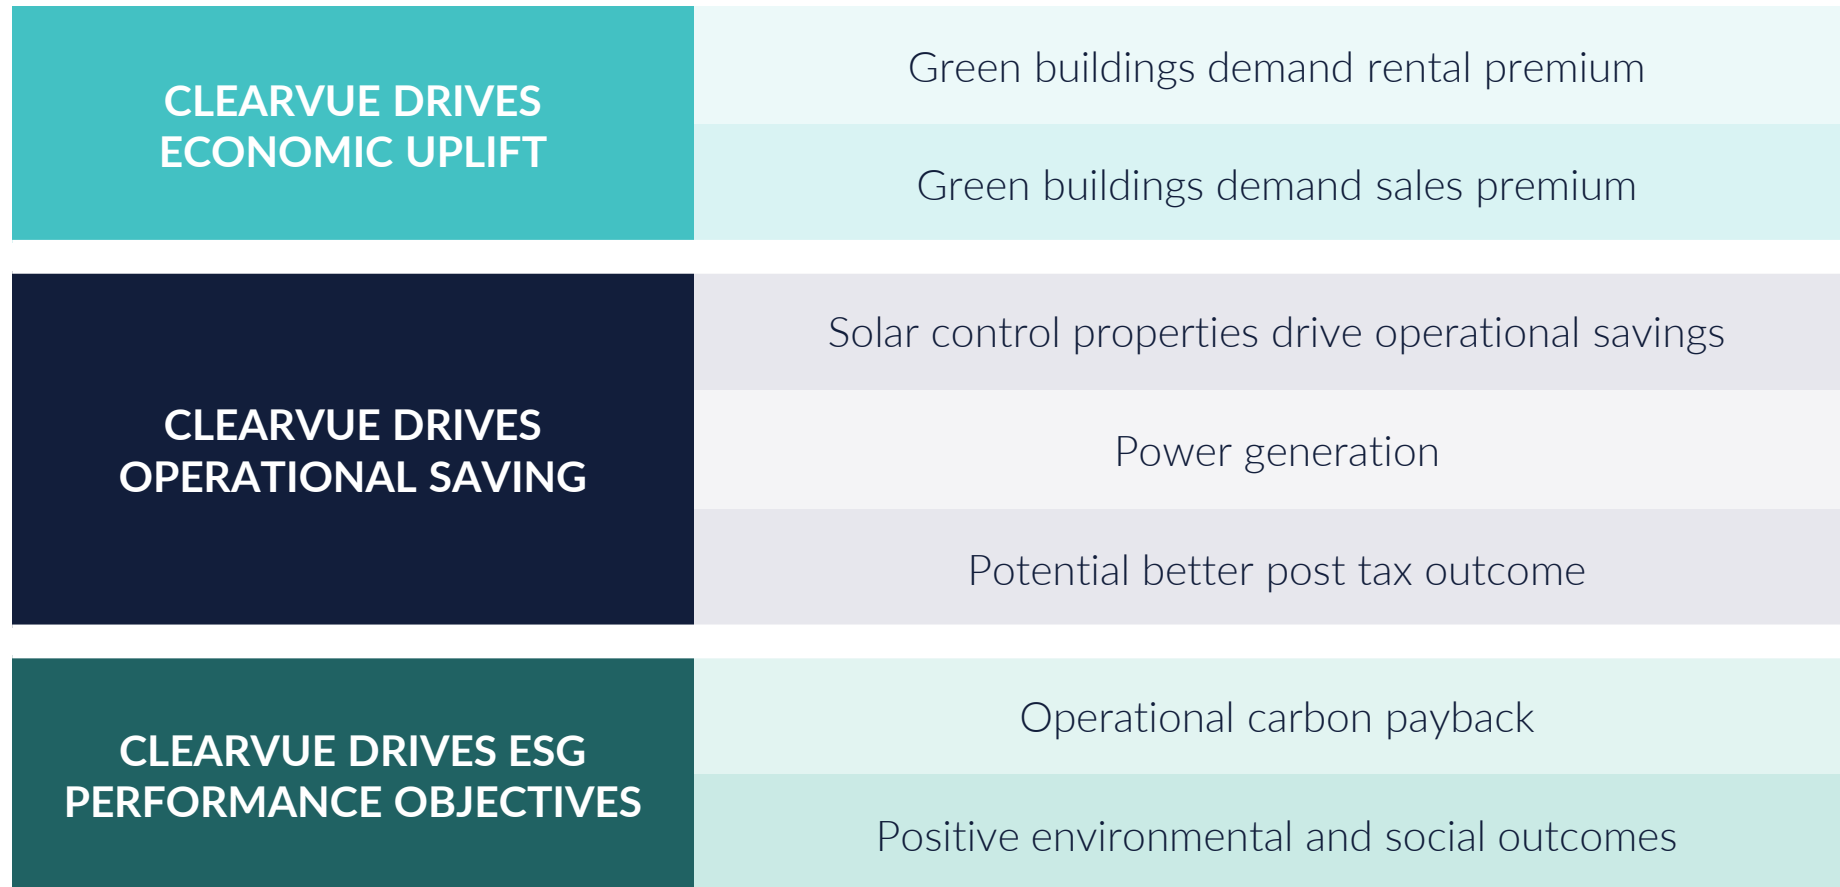 CLEARVUE DRIVES
ECONOMIC UPLIFT
Green buildings demand rental premium
Green buildings demand sales premium
CLEARVUE DRIVES
OPERATIONAL SAVING
Solar control properties drive operational savings
Power generation
Potential better post tax outcome
CLEARVUE DRIVES ESG
PERFORMANCE OBJECTIVES
Operational carbon payback
Positive environmental and social outcomes